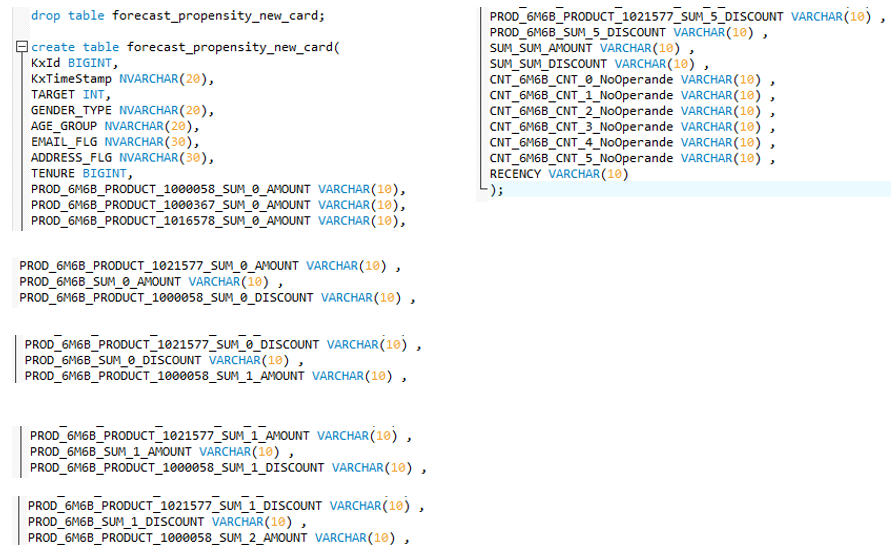 drop table forecast_propensity_new_card;
create table forecast_propensity_new_card(
KxId BIGINT,
KxTimeStamp NVARCHAR(20),
TARGET INT,
GENDER_TYPE NVARCHAR(20),
AGE_GROUP NVARCHAR(20),
EMAIL_FLG NVARCHAR(30),
ADDRESS_FLG NVARCHAR(30),
TENURE BIGINT,
PROD_6M6B_PRODUCT_1000058_SUM_0_AMOUNT VARCHAR(10),
PROD_6M6B_PRODUCT_1000367_SUM_0_AMOUNT VARCHAR(10),
PROD_6M6B_PRODUCT_1016578_SUM_0_AMOUNT VARCHAR(10),
PROD_6M6B_PRODUCT_1021577_SUM_0_AMOUNT VARCHAR(10) ,
PROD_6M6B_SUM_0_AMOUNT VARCHAR(10) ,
PROD_6M6B_PRODUCT_1000058_SUM_0_DISCOUNT VARCHAR(10) ,
PROD_6M6B_PRODUCT_1021577_SUM_0_DISCOUNT VARCHAR(10) ,
PROD_6M6B_SUM_0_DISCOUNT VARCHAR(10) ,
PROD_6M6B_PRODUCT_1000058_SUM_1_AMOUNT VARCHAR(10) ,
PROD_6M6B_PRODUCT_1021577_SUM_1_AMOUNT VARCHAR(10) ,
PROD_6M6B_SUM_1_AMOUNT VARCHAR(10) ,
PROD_6M6B_PRODUCT_1000058_SUM_1_DISCOUNT VARCHAR(10) ,
PROD_6M6B_PRODUCT_1021577_SUM_1_DISCOUNT VARCHAR(10) ,
PROD_6M6B_SUM_1_DISCOUNT VARCHAR(10) ,
PROD_6M6B_PRODUCT_1000058_SUM_2_AMOUNT VARCHAR(10) ,
PROD_6M6B_PRODUCT_1021577_SUM_5_DISCOUNT VARCHAR(10) ,
PROD_6M6B_SUM_5_DISCOUNT VARCHAR(10) ,
SUM_SUM_AMOUNT VARCHAR(10) ,
SUM_SUM_DISCOUNT VARCHAR(10) ,
CNT_6M6B_CNT_0_NoOperande VARCHAR(10) ,
CNT_6M6B_CNT_1_NoOperande VARCHAR(10) ,
CNT_6M6B_CNT_2_NoOperande VARCHAR(10) ,
CNT_6M6B_CNT_3_NoOperande VARCHAR(10) ,
CNT_6M6B_CNT_4_NoOperande VARCHAR(10) ,
CNT_6M6B_CNT_5_NoOperande VARCHAR(10) ,
RECENCY VARCHAR(10)
);